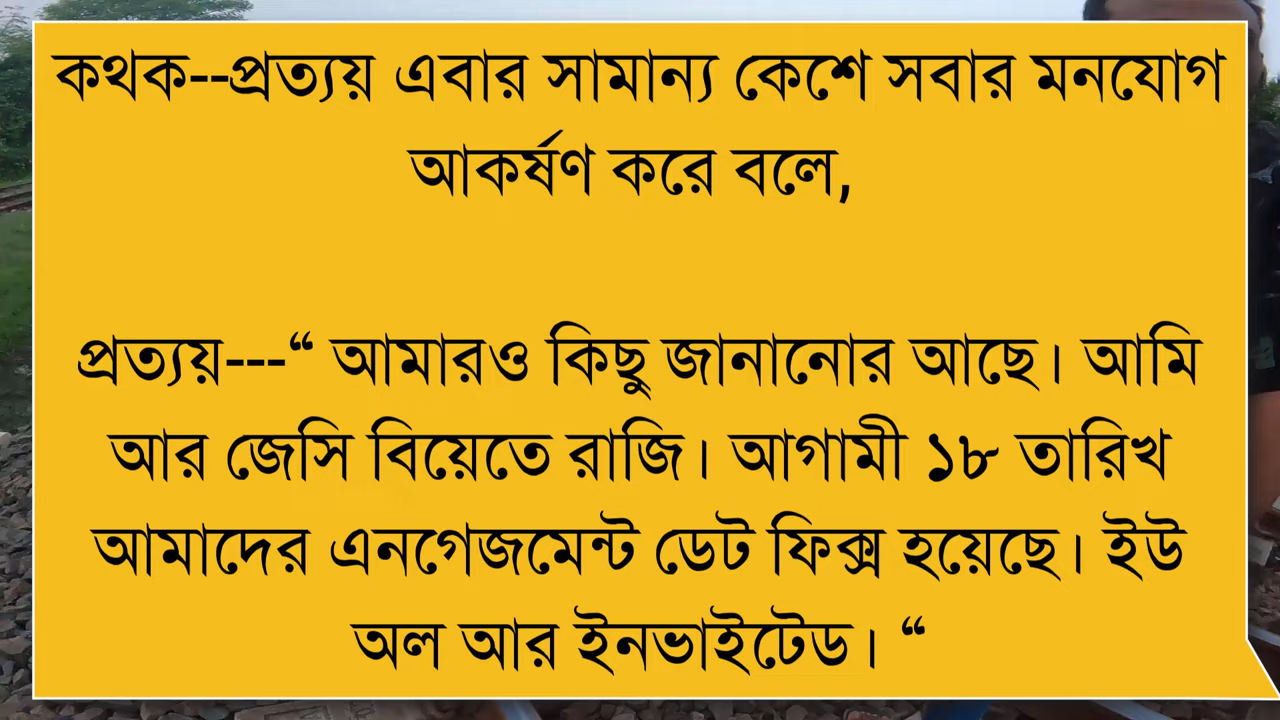 কথক--প্রত্যয় এবার সামান্য কেশে সবার মনযোগ
আকর্ষণ করে বলে,
প্রত্যয়---“ আমারও কিছু জানানোর আছে। আমি
আর জেসি বিয়েতে রাজি। আগামী ১৮ তারিখ
আমাদের এনগেজমেন্ট ডেট ফিক্স হয়েছে। ইউ
অল আর ইনভাইটেড। “